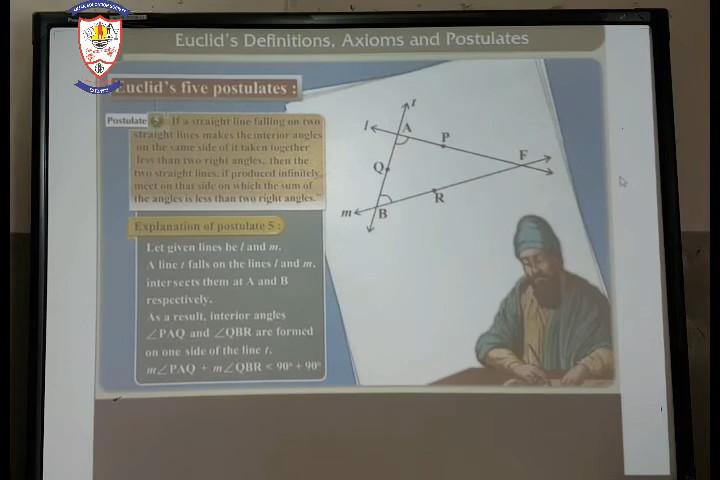 Euclid's Definitions, Axioms and Postulates
Euclid's five postulates :
Postulate 5 If a straight line falling on two
straight lines makes the interior angles
on the same side of it taken together
less than two right angles, then the
two straight lines, if produced infinitely,
meet on that side on which the sum of
the angles is less than two right angles."
Explanation of postulate 5 :
Let given lines be l and m.
A line t falls on the lines l and m,
intersects them at A and B
respectively.
As a result, interior angles
∠PAQ and ∠QBR are formed
on one side of the line t.
m∠PAQ + m∠QBR < 90° + 90°
t
l
A
P
F
Q
R
m
B